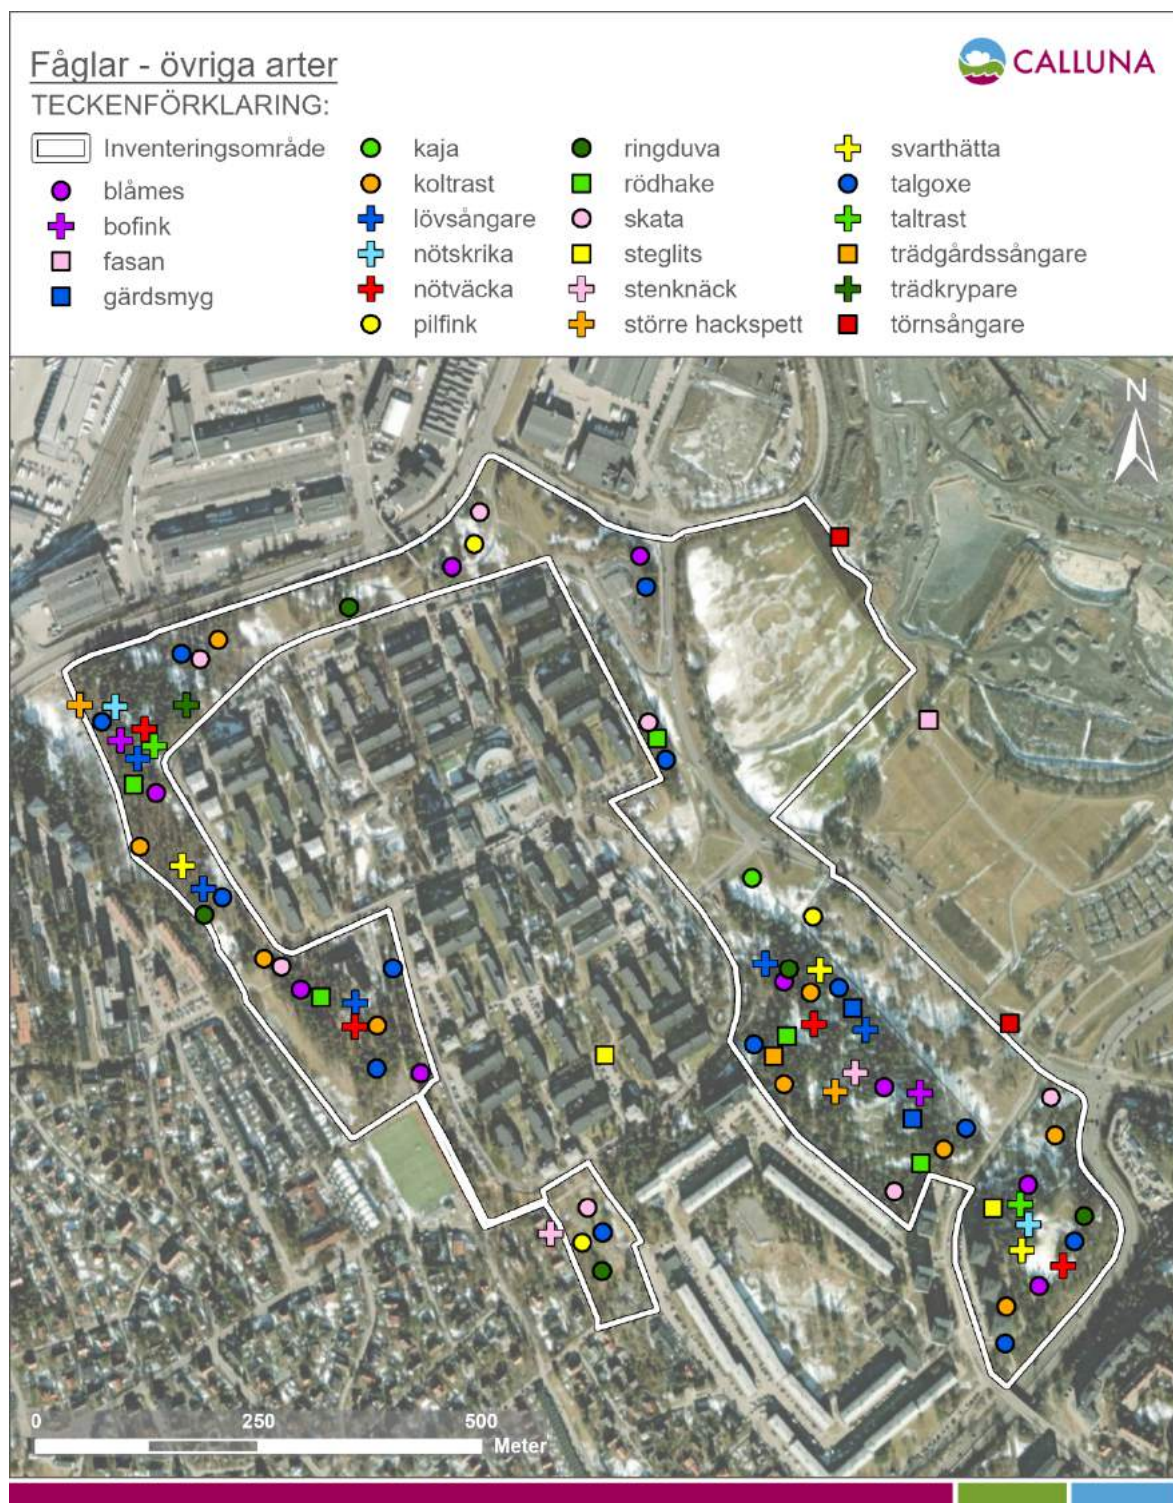 Fåglar - övriga arter
CALLUNA
TECKENFÖRKLARING:
Inventeringsområde
blåmes
bofink
fasan
gärdsmyg
kaja
koltrast
lövsångare
nötskrika
nötväcka
pilfink
ringduva
rödhake
skata
steglits
stenknäck
större hackspett
svarthätta
talgoxe
taltrast
trädgårdssångare
trädkrypare
törnsångare
N
0 250 500
Meter